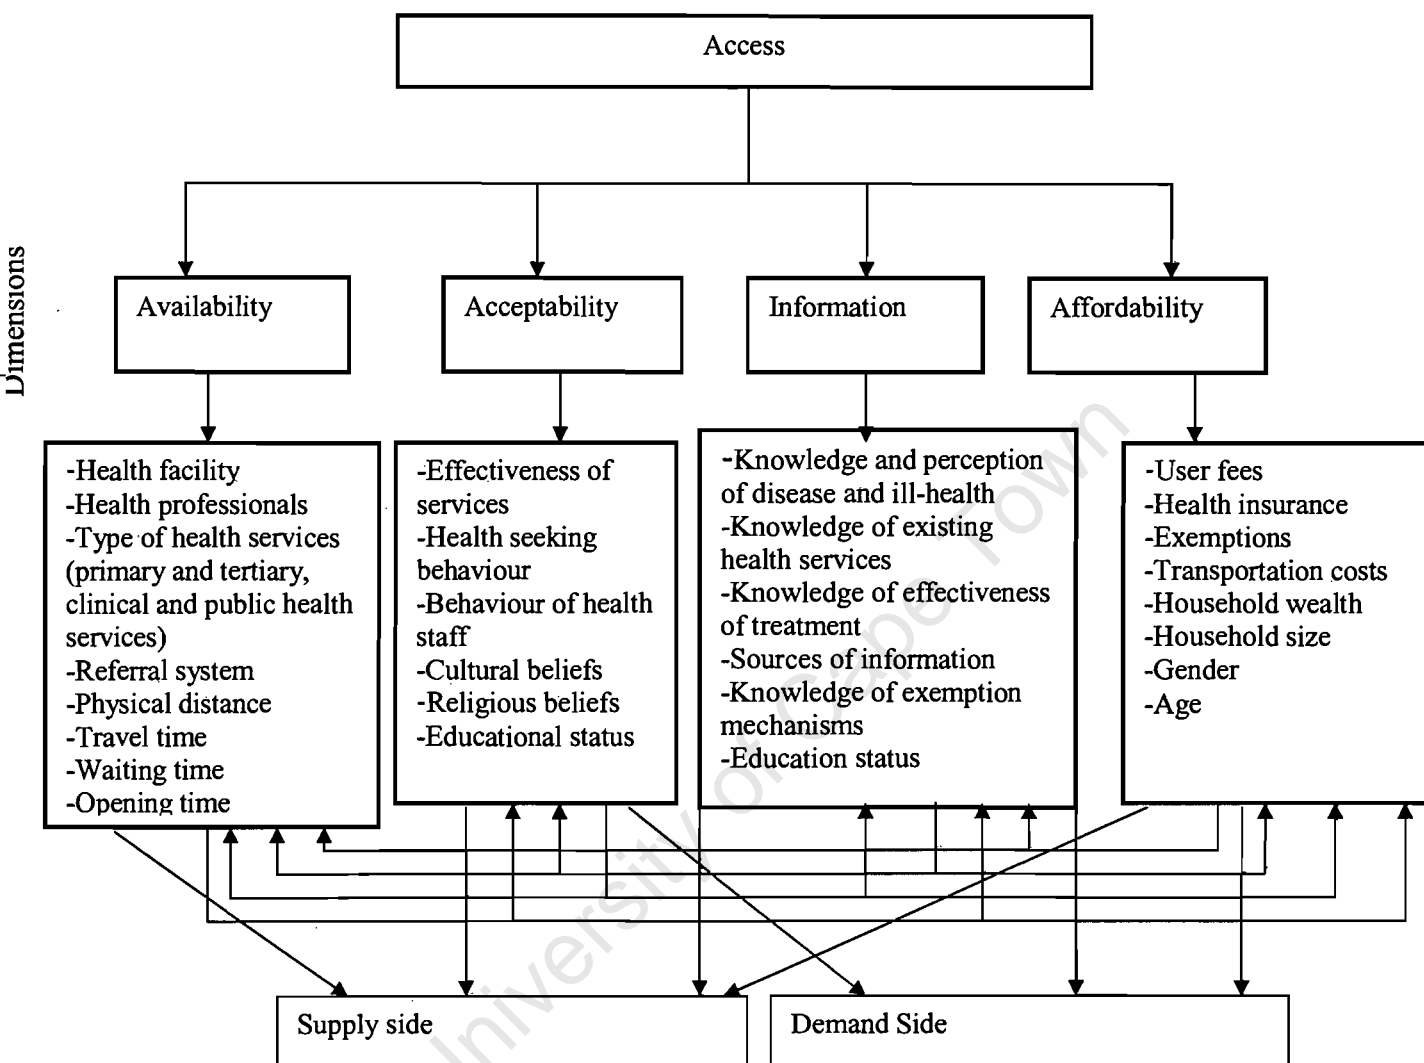 Access
Dimensions
Availability
Acceptability
Information
Affordability
-Health facility
-Health professionals
-Type of health services
(primary and tertiary,
clinical and public health
services)
-Referral system
-Physical distance
-Travel time
-Waiting time
-Opening time
-Effectiveness of
services
-Health seeking
behaviour
-Behaviour of health
staff
-Cultural beliefs
-Religious beliefs
-Educational status
-Knowledge and perception
of disease and ill-health
-Knowledge of existing
health services
-Knowledge of effectiveness
of treatment
-Sources of information
-Knowledge of exemption
mechanisms
-Education status
-User fees
-Health insurance
-Exemptions
-Transportation costs
-Household wealth
-Household size
-Gender
-Age
Supply side
Demand Side
University of Cape Town